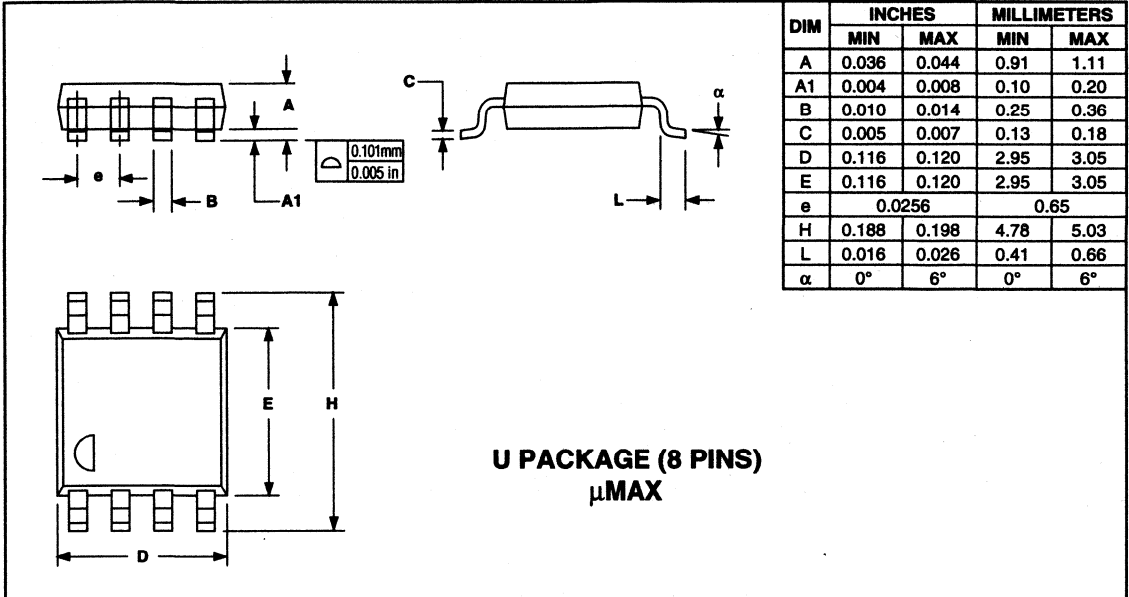 DIM INCHES MILLIMETERS
MIN MAX MIN MAX
A 0.036 0.044 0.91 1.11
A1 0.004 0.008 0.10 0.20
B 0.010 0.014 0.25 0.36
C 0.005 0.007 0.13 0.18
D 0.116 0.120 2.95 3.05
E 0.116 0.120 2.95 3.05
e 0.0256 0.65
H 0.188 0.198 4.78 5.03
L 0.016 0.026 0.41 0.66
α 0° 6° 0° 6°
A
0.101mm
0.005 in
e
B
A1
C
α
L
E
H
D
U PACKAGE (8 PINS)
µMAX